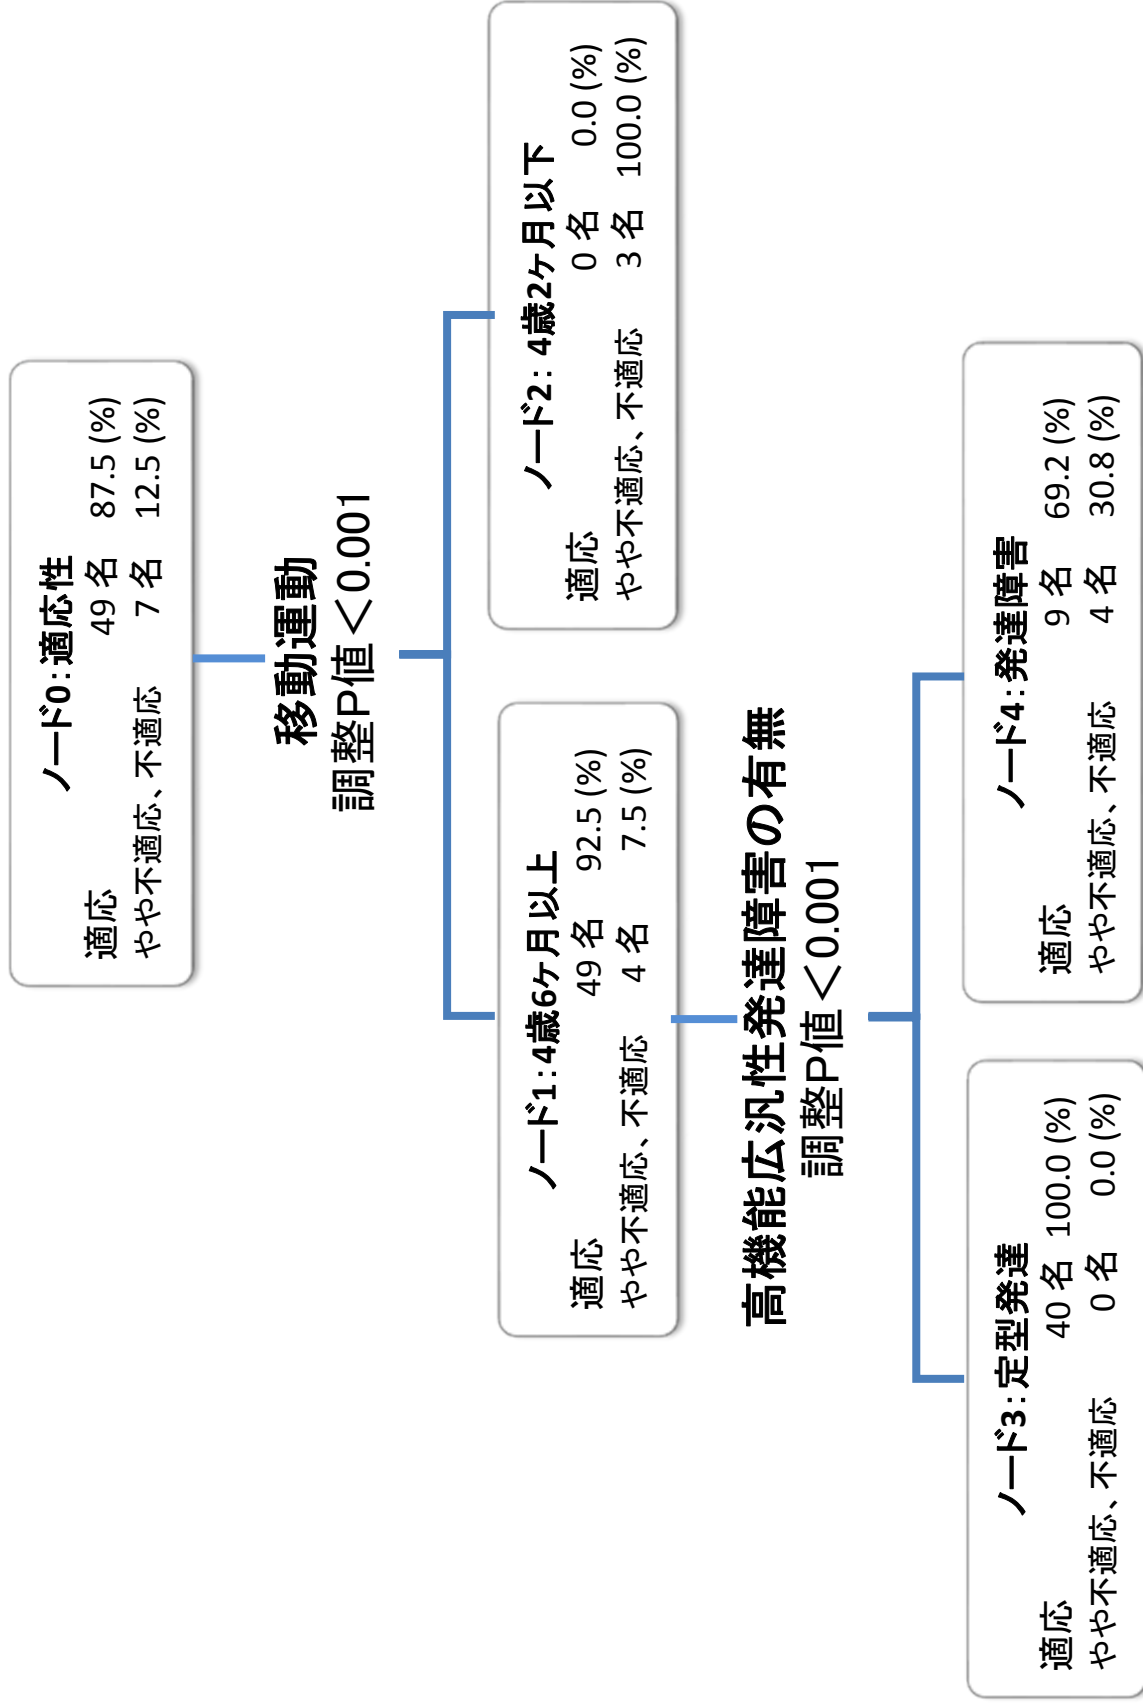 ノード0：適応性
適応 49 名 87.5 (%)
やや不適応、不適応 7 名 12.5 (%)
移動運動
調整P値＜0.001
ノード1：4歳6ヶ月以上
適応 49 名 92.5 (%)
やや不適応、不適応 4 名 7.5 (%)
ノード2：4歳2ヶ月以下
適応 0 名 0.0 (%)
やや不適応、不適応 3 名 100.0 (%)
高機能広汎性発達障害の有無
調整P値＜0.001
ノード3：定型発達
適応 40 名 100.0 (%)
やや不適応、不適応 0 名 0.0 (%)
ノード4：発達障害
適応 9 名 69.2 (%)
やや不適応、不適応 4 名 30.8 (%)